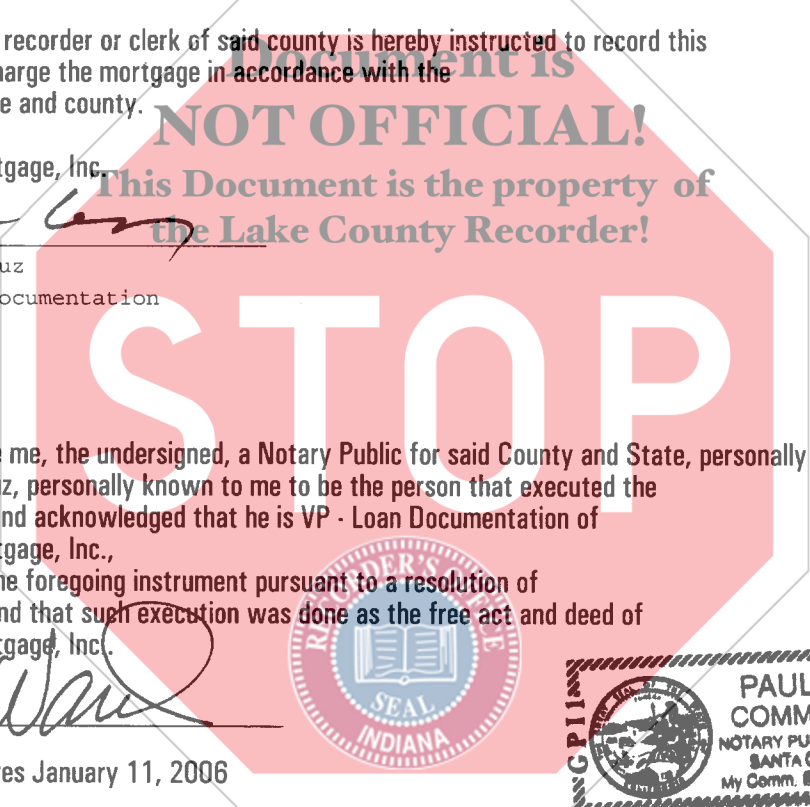 recorder or clerk of said county is hereby instructed to record this
harge the mortgage in accordance with the
e and county.
Document is
NOT OFFICIAL!
tgage, Inc.
This Document is the property of
the Lake County Recorder!
uz
ocumentation
STOP
me, the undersigned, a Notary Public for said County and State, personally
z, personally known to me to be the person that executed the
nd acknowledged that he is VP - Loan Documentation of
tgage, Inc.,
ne foregoing instrument pursuant to a resolution of
nd that such execution was done as the free act and deed of
tgage, Inc.
RECORDER'S OFFICE
SEAL
INDIANA
es January 11, 2006
GPI1
PAUL
COMM
NOTARY PU
SANTA
My Comm.